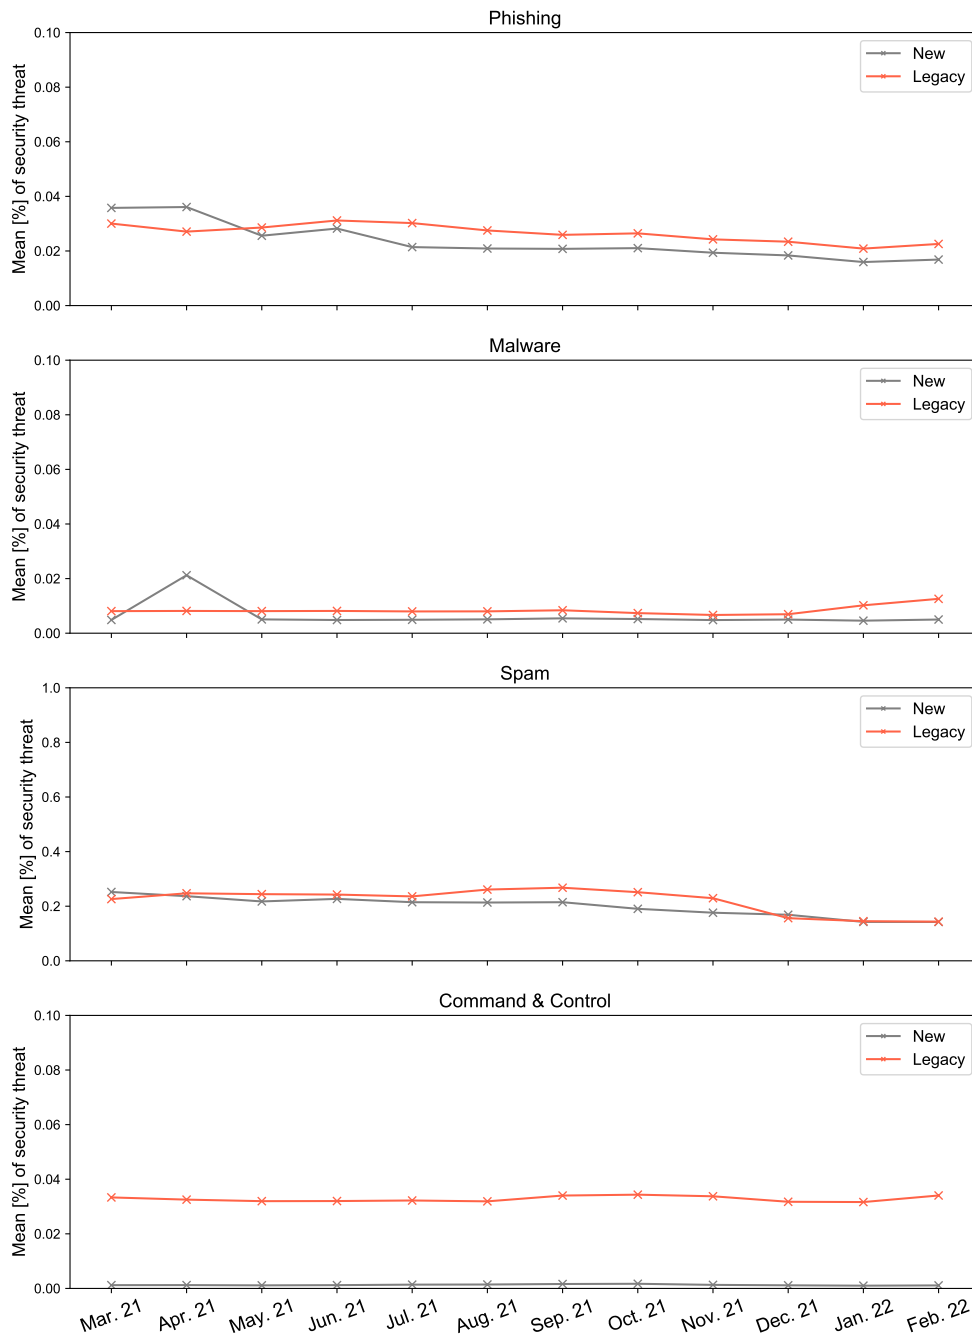 Phishing
Mean [%] of security threat
0.10
0.08
0.06
0.04
0.02
0.00
New
Legacy
Malware
Mean [%] of security threat
0.10
0.08
0.06
0.04
0.02
0.00
New
Legacy
Spam
Mean [%] of security threat
1.0
0.8
0.6
0.4
0.2
0.0
New
Legacy
Command & Control
Mean [%] of security threat
0.10
0.08
0.06
0.04
0.02
0.00
New
Legacy
Mar. 21 Apr. 21 May. 21 Jun. 21 Jul. 21 Aug. 21 Sep. 21 Oct. 21 Nov. 21 Dec. 21 Jan. 22 Feb. 22